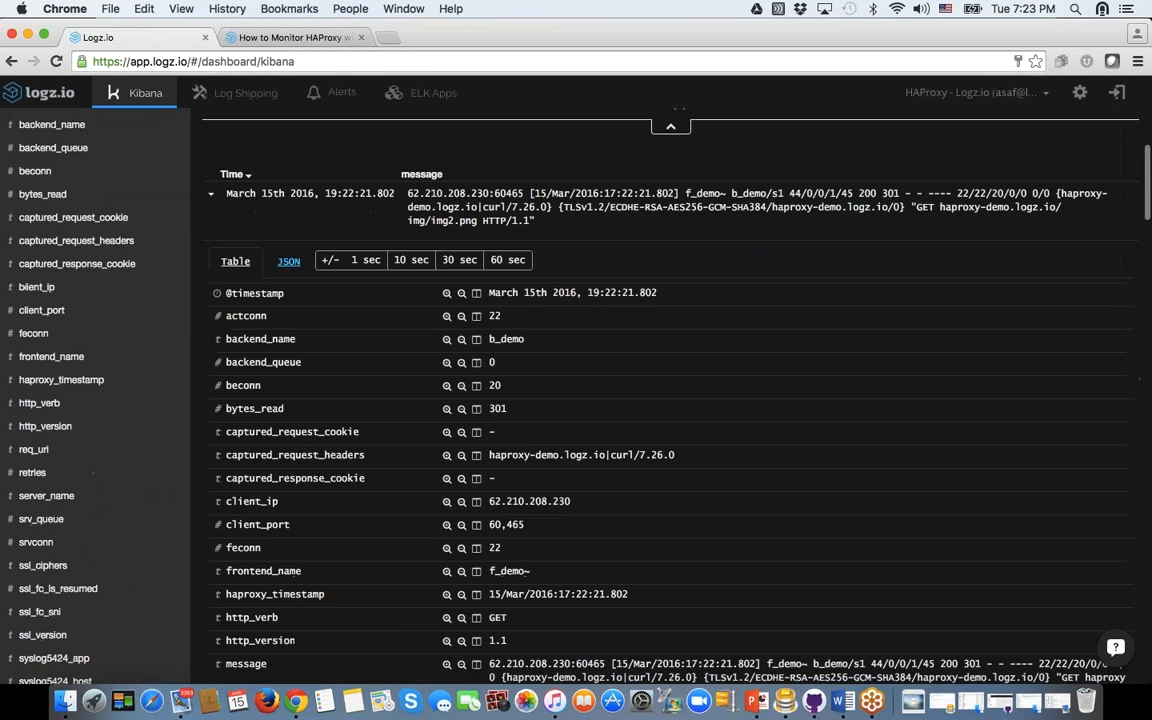 Chrome File Edit View History Bookmarks People Window Help Tue 7:23 PM
Logz.io × How to Monitor HAProxy wi ×
https://app.logz.io/#/dashboard/kibana
logz.io Kibana Log Shipping Alerts ELK Apps HAProxy - Logz.io (asaf@l...
t backend_name
# backend_queue
# beconn
# bytes_read
t captured_request_cookie
t captured_request_headers
t captured_response_cookie
# client_port
# feconn
t frontend_name
t haproxy_timestamp
t http_verb
t http_version
t req_url
# retries
t server_name
# srv_queue
# srvconn
t ssl_ciphers
# ssl_fc_is_resumed
t ssl_fc_sni
t ssl_version
t syslog5424_app
t syslog5424_host
Time message
March 15th 2016, 19:22:21.802 62.210.208.230:60465 [15/Mar/2016:17:22:21.802] f_demo~ b_demo/s1 44/0/0/1/45 200 301 - - ---- 22/22/20/0/0 0/0 {haproxy-
demo.logz.io|curl/7.26.0} {TLSv1.2/ECDHE-RSA-AES256-GCM-SHA384/haproxy-demo.logz.io/0} "GET haproxy-demo.logz.io/
img/img2.png HTTP/1.1"
Table JSON +/- 1 sec 10 sec 30 sec 60 sec
@timestamp March 15th 2016, 19:22:21.802
# actconn 22
t backend_name b_demo
# backend_queue 0
# beconn 20
# bytes_read 301
t captured_request_cookie -
t captured_request_headers haproxy-demo.logz.io|curl/7.26.0
t captured_response_cookie -
t client_ip 62.210.208.230
# client_port 60,465
# feconn 22
t frontend_name f_demo~
t haproxy_timestamp 15/Mar/2016:17:22:21.802
t http_verb GET
t http_version 1.1
t message 62.210.208.230:60465 [15/Mar/2016:17:22:21.802] f_demo~ b_demo/s1 44/0/0/1/45 200 301 - - ---- 22/22/20/0/
0 0/0 {haproxy-demo.logz.io|curl/7.26.0} {TLSv1.2/ECDHE-RSA-AES256-GCM-SHA384/haproxy-demo.logz.io/0} "GET haproxy